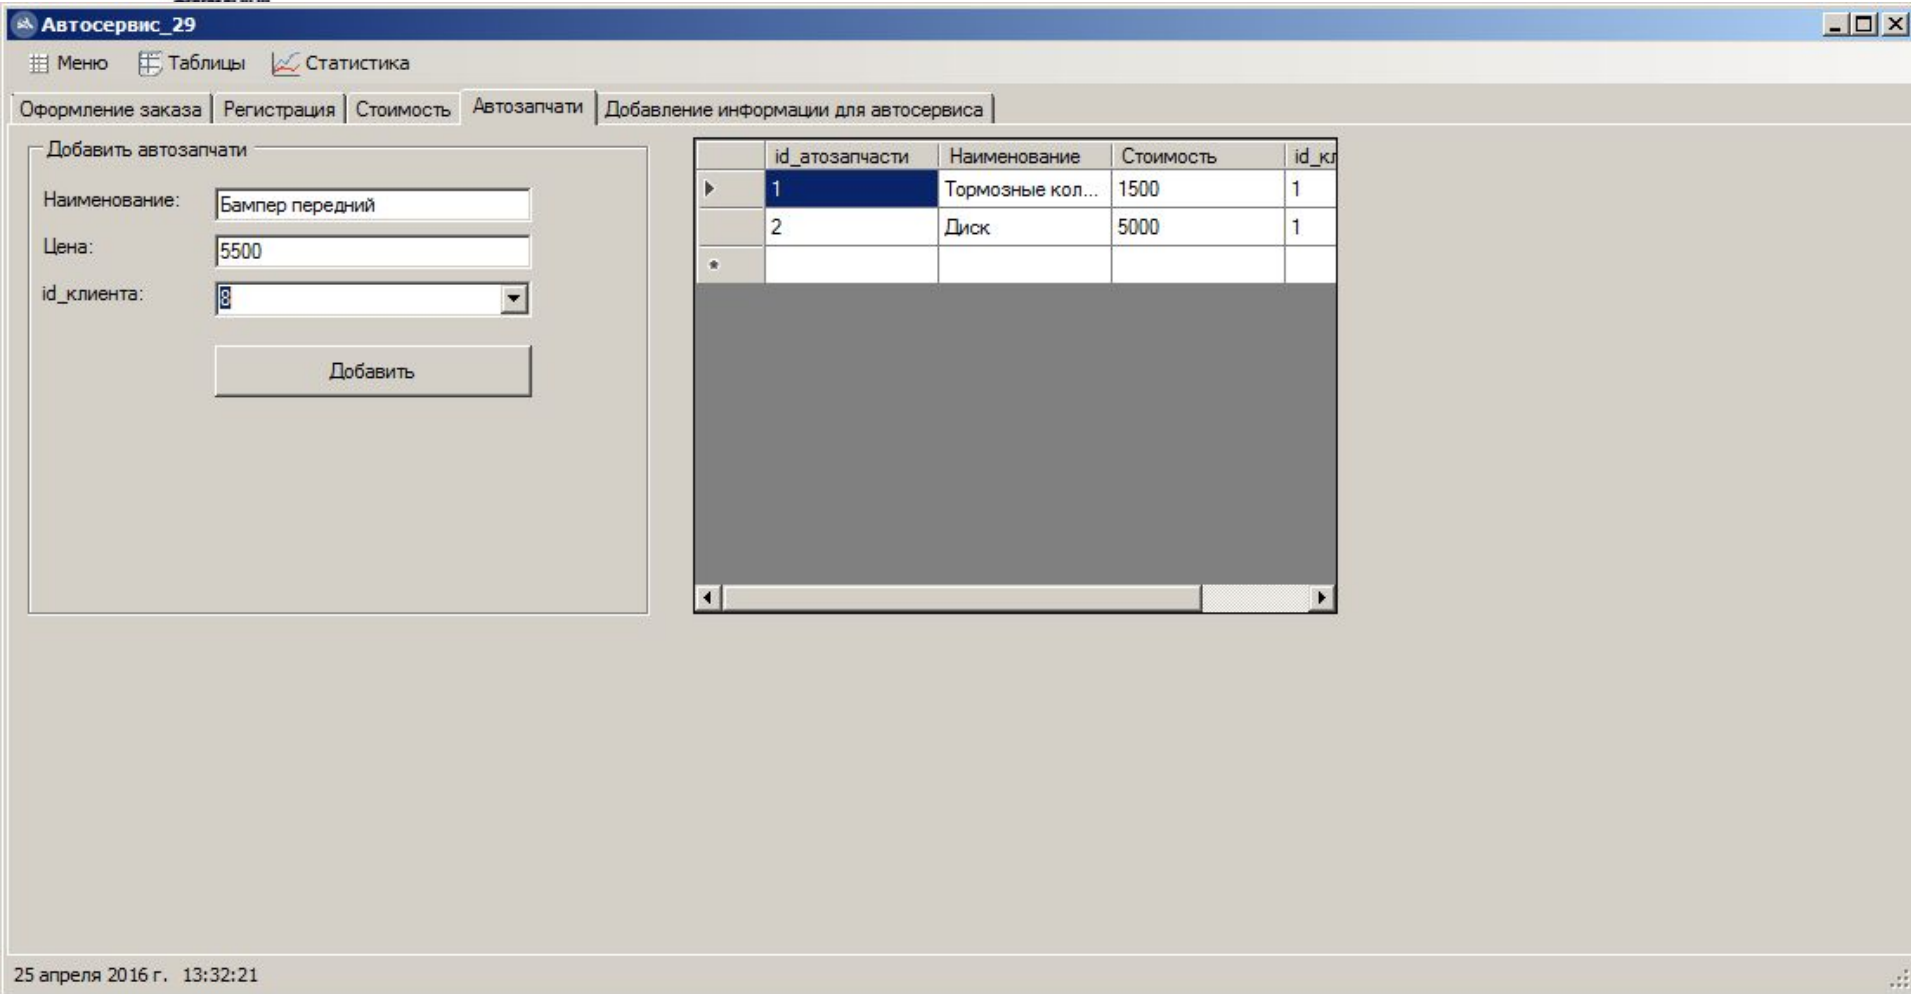 Автосервис_29
Меню Таблицы Статистика
Оформление заказа Регистрация Стоимость Автозапчати Добавление информации для автосервиса
Добавить автозапчати
Наименование: Бампер передний
Цена: 5500
id_клиента: 8
Добавить
id_атозапчасти Наименование Стоимость id_кл
1 Тормозные кол... 1500 1
2 Диск 5000 1
25 апреля 2016 г. 13:32:21